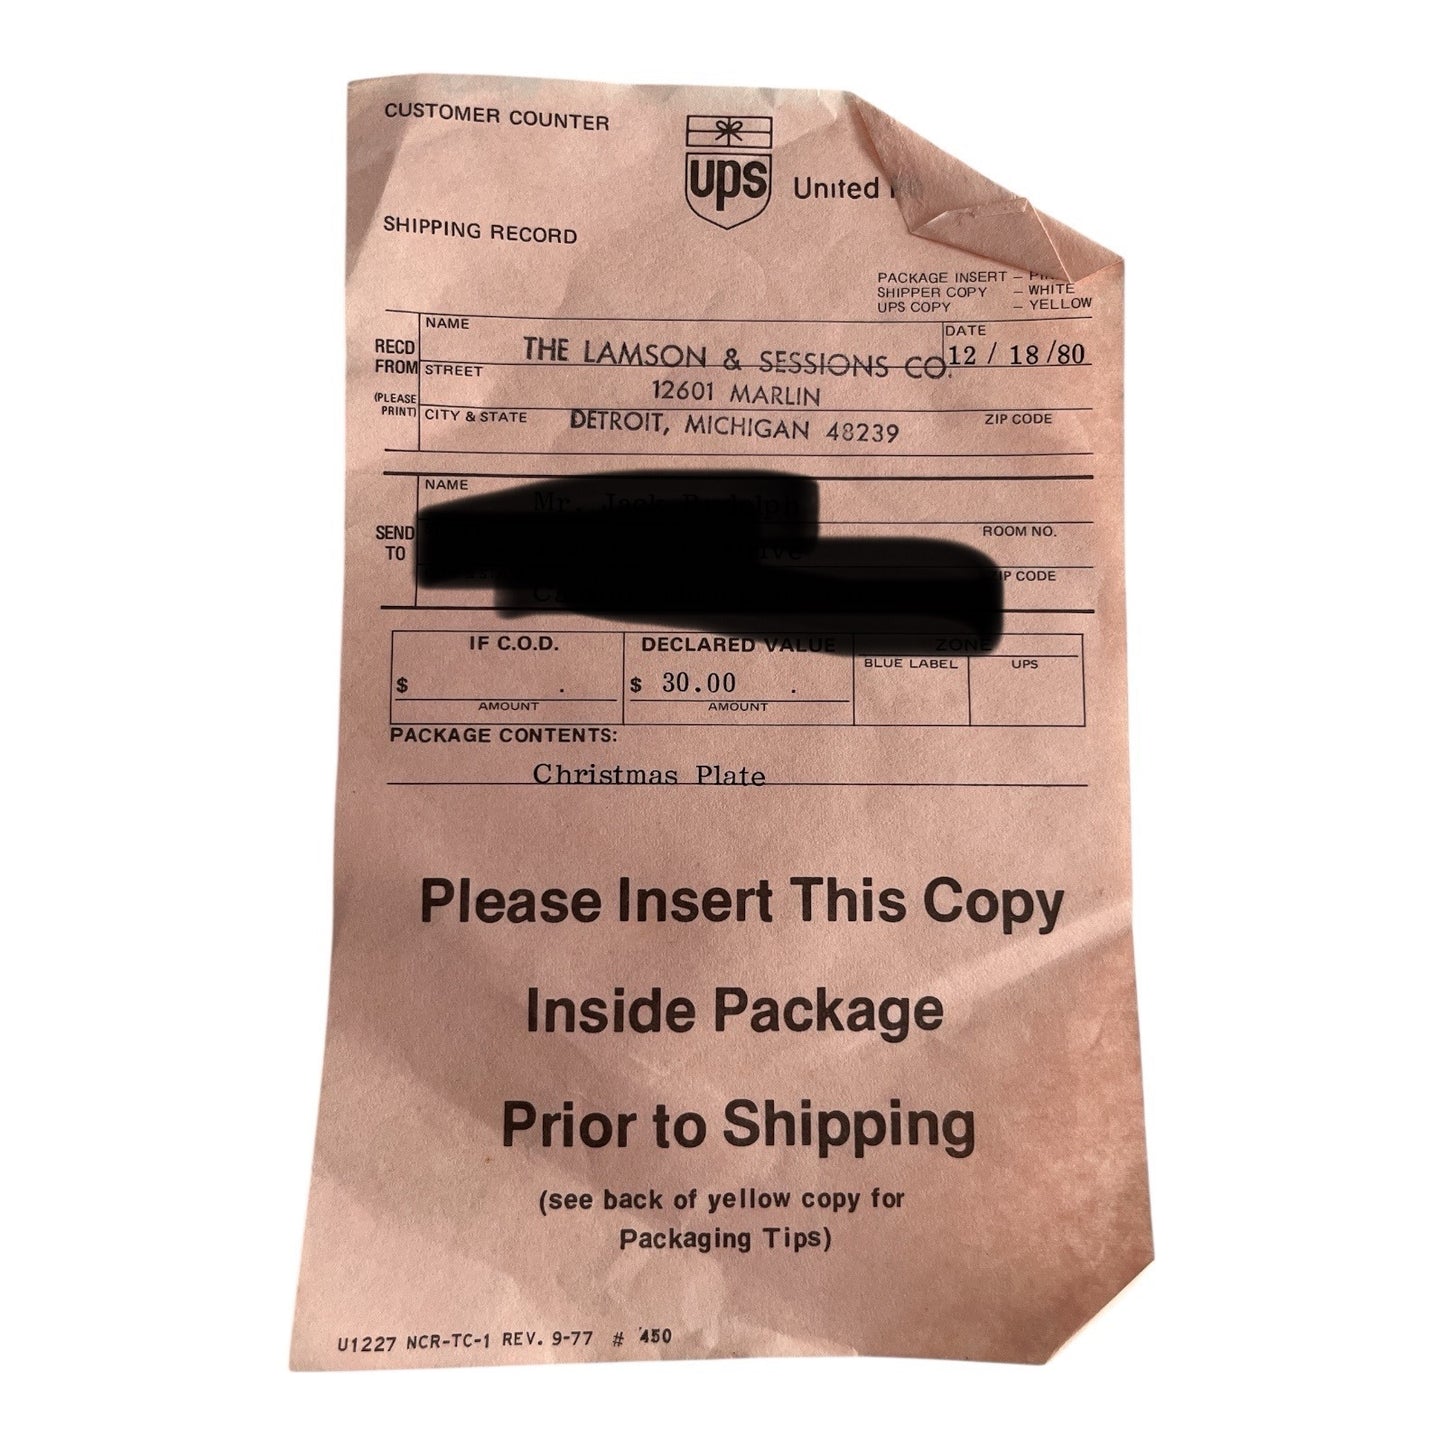 CUSTOMER COUNTER
ups United
SHIPPING RECORD
PACKAGE INSERT –
SHIPPER COPY – WHITE
UPS COPY – YELLOW
RECD FROM
(PLEASE PRINT)
NAME
THE LAMSON & SESSIONS CO.
DATE
12 / 18 /80
STREET
12601 MARLIN
CITY & STATE
DETROIT, MICHIGAN 48239
ZIP CODE
SEND TO
NAME
ROOM NO.
ZIP CODE
IF C.O.D.
$ .
AMOUNT
DECLARED VALUE
$ 30.00 .
AMOUNT
ZONE
BLUE LABEL
UPS
PACKAGE CONTENTS:
Christmas Plate
Please Insert This Copy
Inside Package
Prior to Shipping
(see back of yellow copy for
Packaging Tips)
U1227 NCR-TC-1 REV. 9-77 # 450